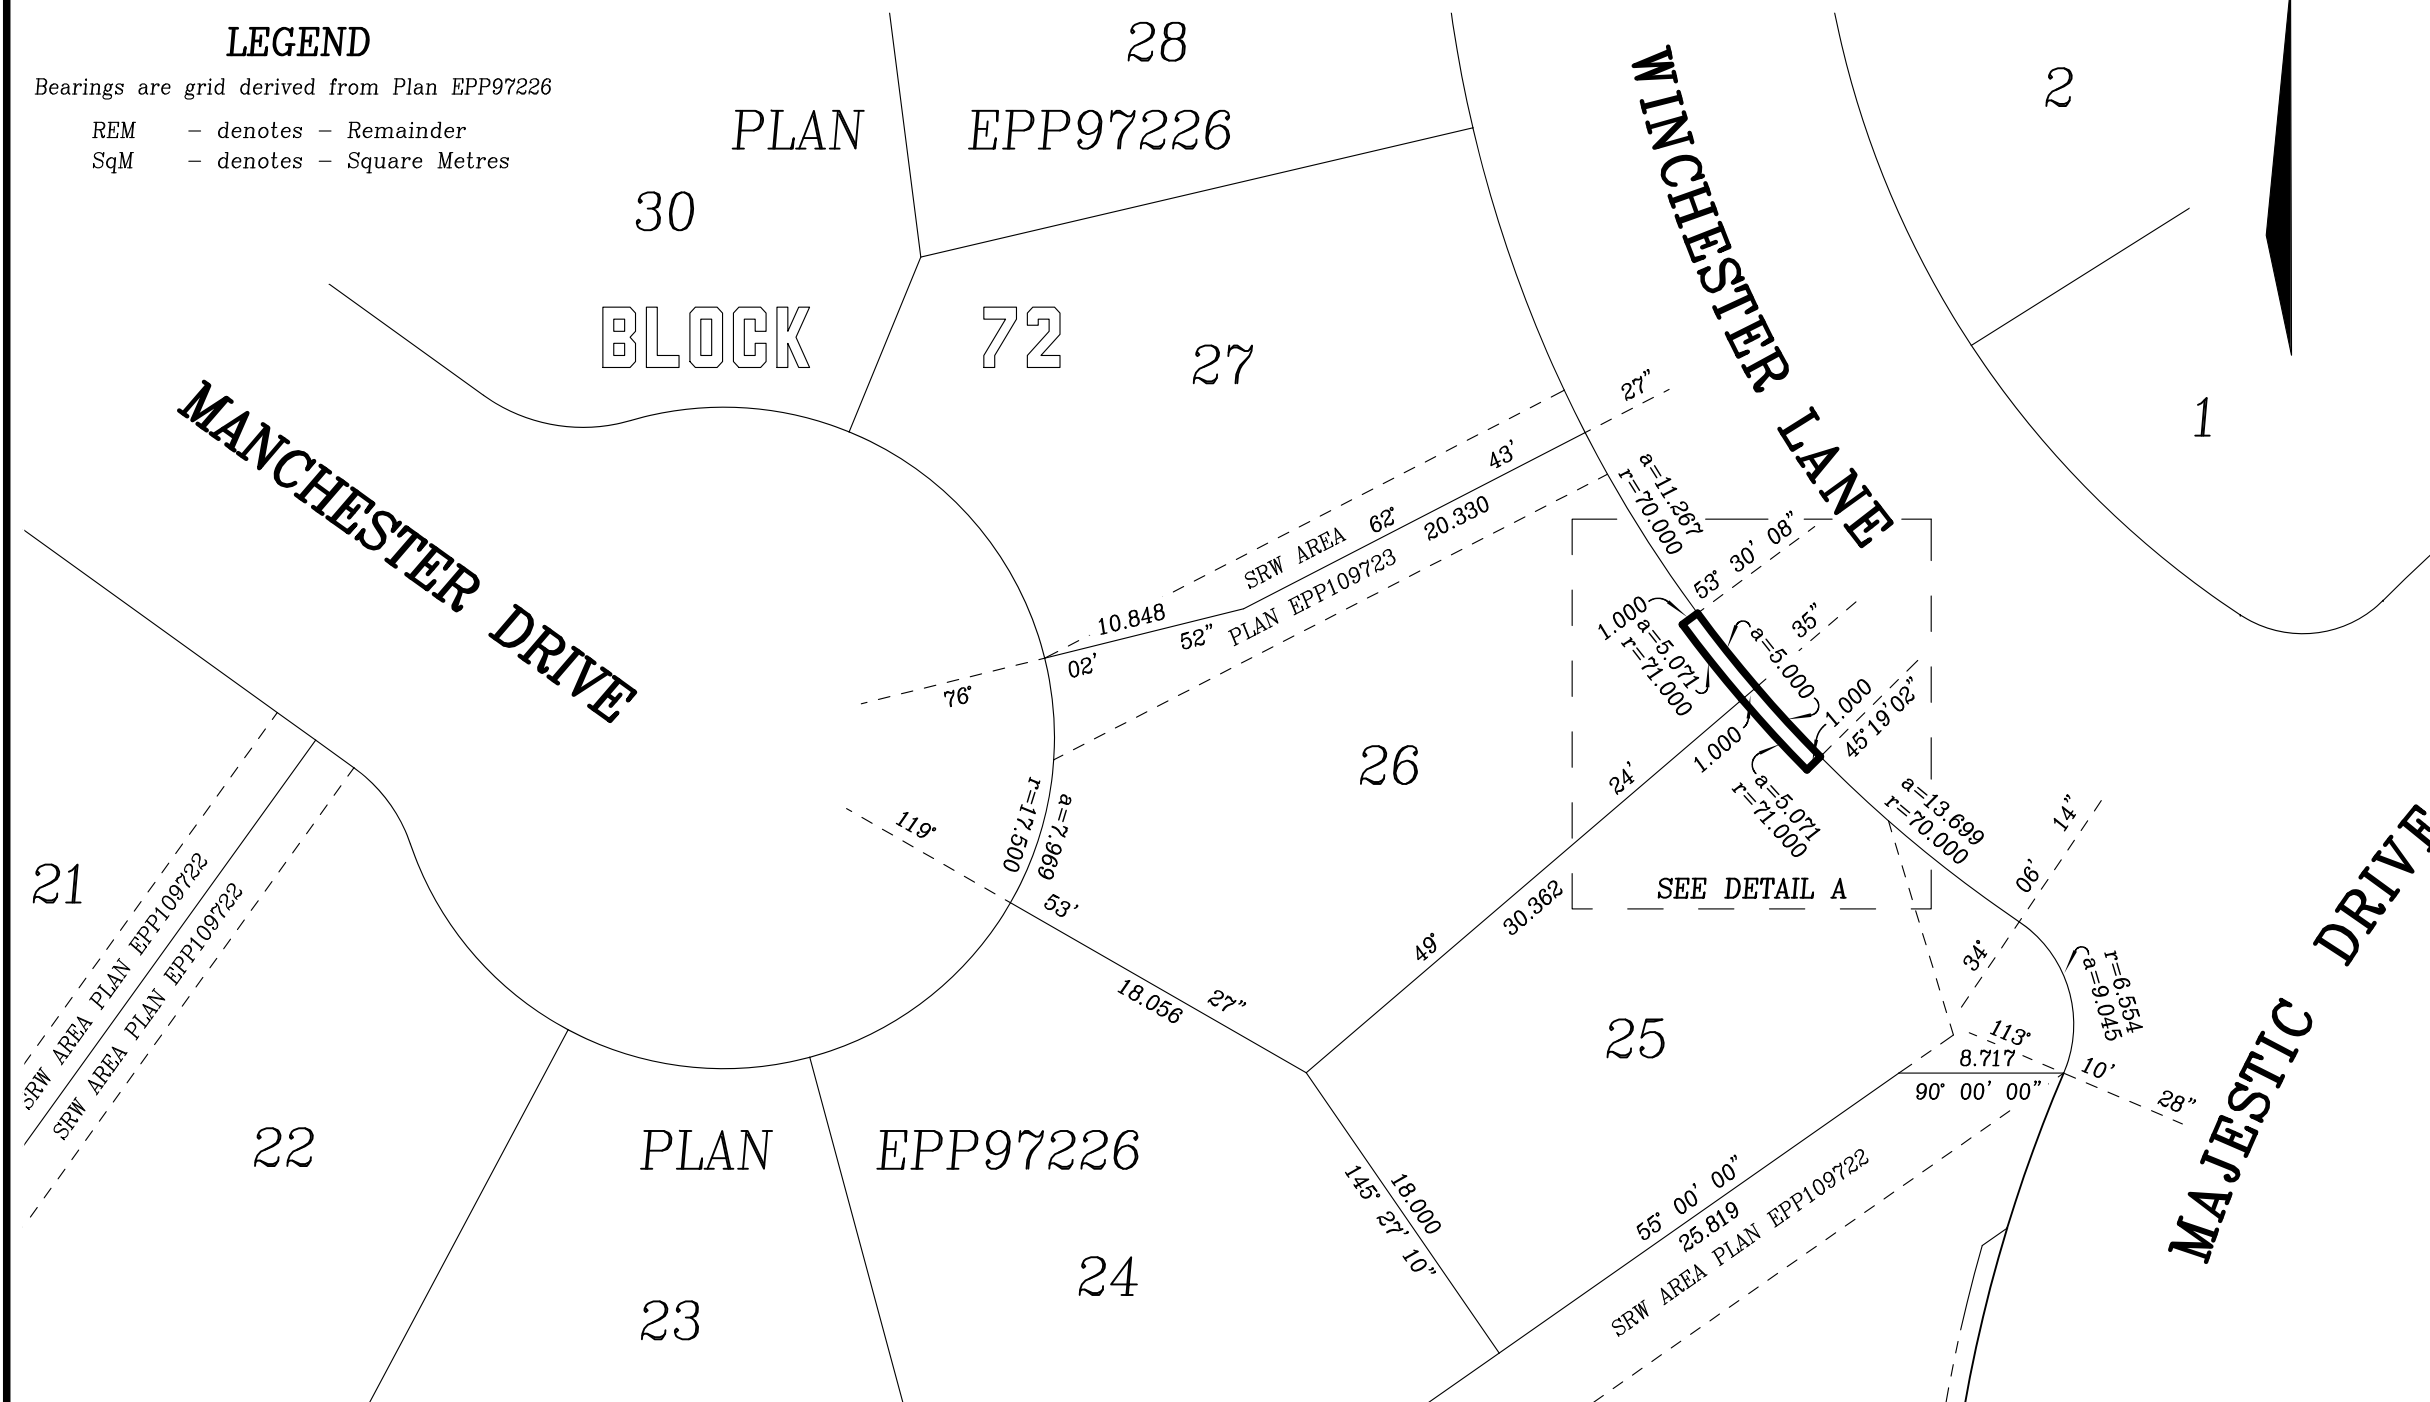 LEGEND
Bearings are grid derived from Plan EPP97226
REM – denotes – Remainder
SqM – denotes – Square Metres
28
PLAN EPP97226
30
2
WINCHESTER LANE
BLOCK 72
27
1
MANCHESTER DRIVE
27"
43'
62°
20.330
SRW AREA
PLAN EPP109723
a=11.267
r=70.000
53° 30' 08"
10.848
52"
02'
76°
1.000
a=5.071
r=71.000
a=5.000
35"
1.000
45°19'02"
1.000
a=5.071
r=71.000
24'
26
a=13.699
r=70.000
14"
06'
34°
119°
r=17.500
a=7.969
53'
SEE DETAIL A
30.362
49°
18.056
27"
21
SRW AREA PLAN EPP109722
SRW AREA PLAN EPP109722
25
r=6.554
a=9.045
113°
8.717
10'
90° 00' 00"
28"
MAJESTIC DRIVE
22
PLAN EPP97226
18.000
145° 27' 10"
55° 00' 00"
25.819
SRW AREA PLAN EPP109722
24
23